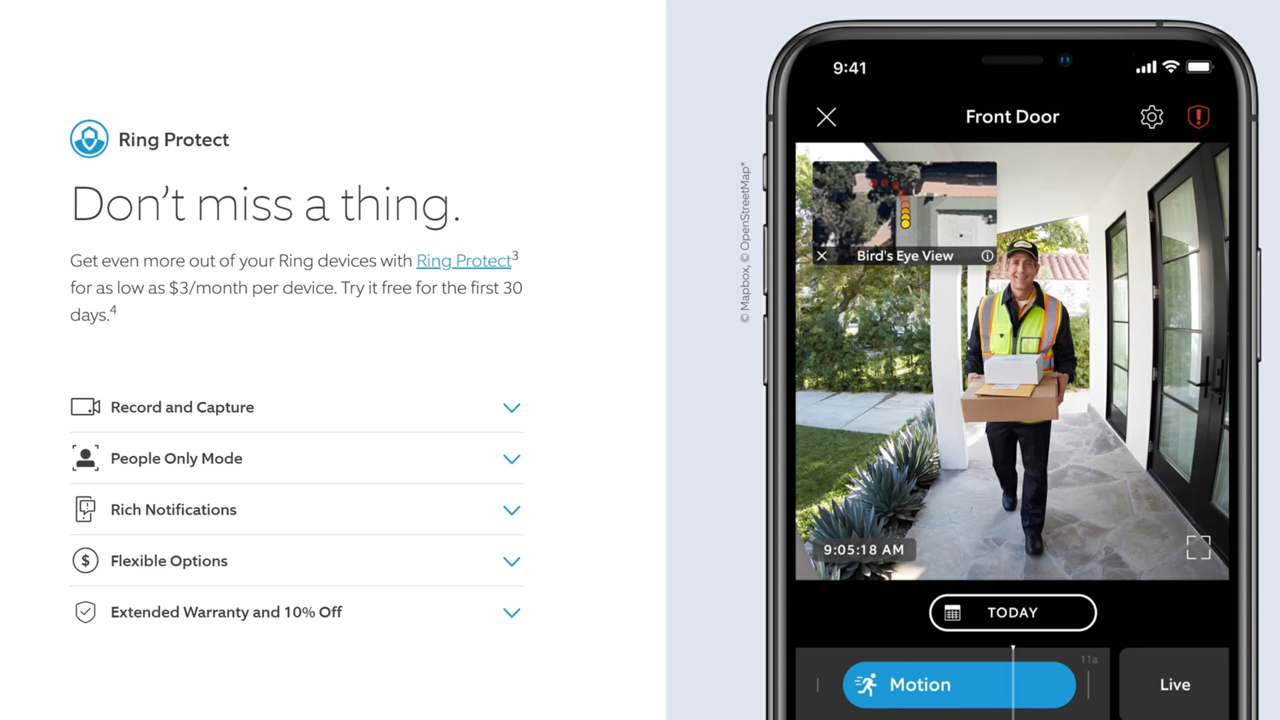 Ring Protect
Don't miss a thing.
Get even more out of your Ring devices with Ring Protect3
for as low as $3/month per device. Try it free for the first 30
days.4
Record and Capture
People Only Mode
Rich Notifications
$
Flexible Options
Extended Warranty and 10% Off
© Mapbox, © OpenStreetMap*
9:41
Front Door
Bird's Eye View
9:05:18 AM
TODAY
11a
Motion
Live